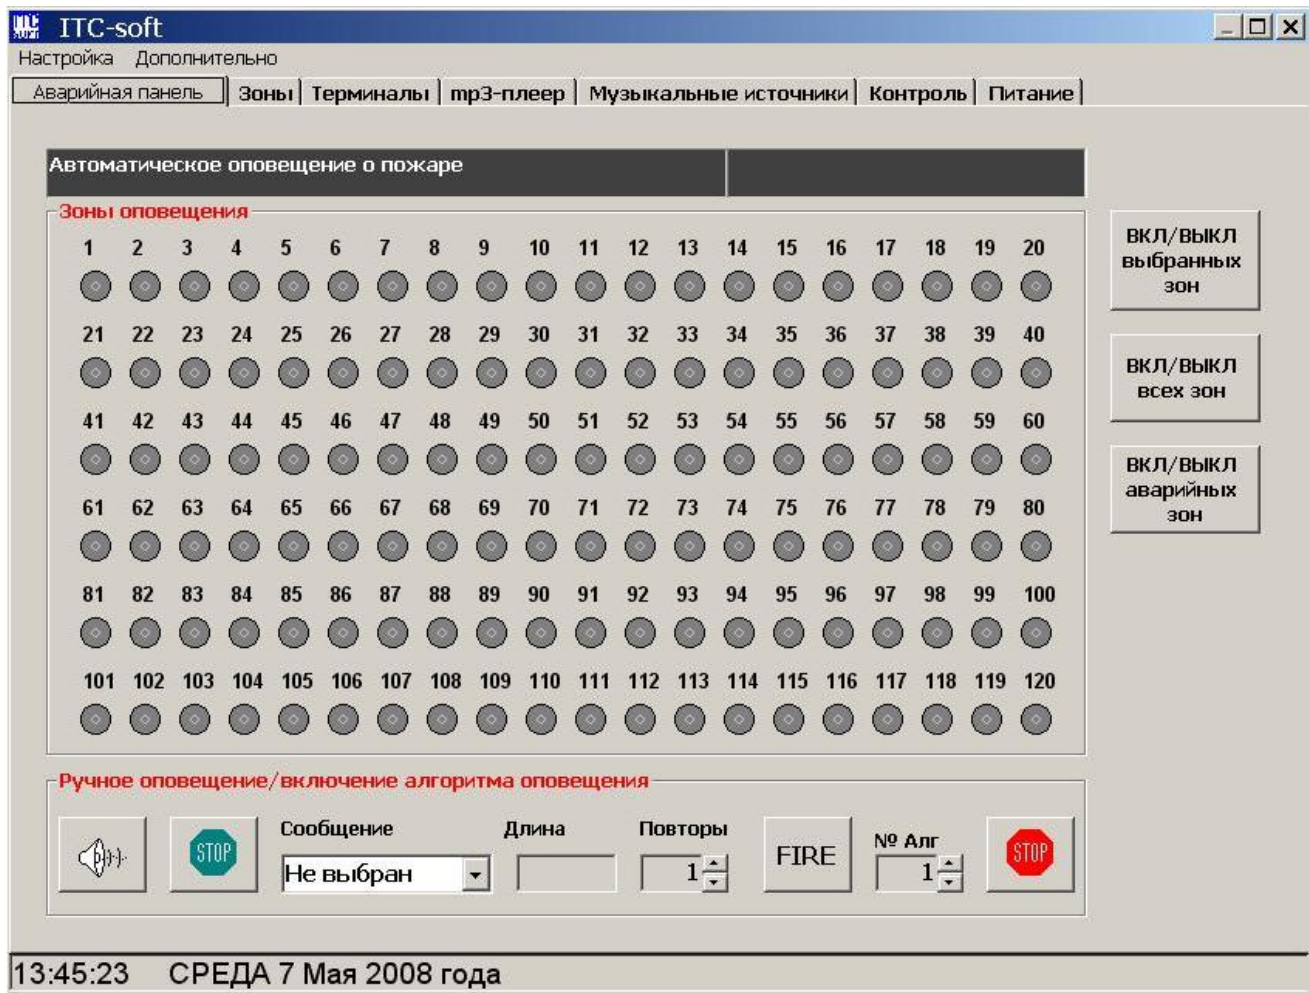 ITC-soft
Настройка Дополнительно
Аварийная панель Зоны Терминалы mp3-плеер Музыкальные источники Контроль Питание
Автоматическое оповещение о пожаре
Зоны оповещения
1 2 3 4 5 6 7 8 9 10 11 12 13 14 15 16 17 18 19 20
21 22 23 24 25 26 27 28 29 30 31 32 33 34 35 36 37 38 39 40
41 42 43 44 45 46 47 48 49 50 51 52 53 54 55 56 57 58 59 60
61 62 63 64 65 66 67 68 69 70 71 72 73 74 75 76 77 78 79 80
81 82 83 84 85 86 87 88 89 90 91 92 93 94 95 96 97 98 99 100
101 102 103 104 105 106 107 108 109 110 111 112 113 114 115 116 117 118 119 120
ВКЛ/ВЫКЛ
выбранных
зон
ВКЛ/ВЫКЛ
всех зон
ВКЛ/ВЫКЛ
аварийных
зон
Ручное оповещение/включение алгоритма оповещения
STOP
Сообщение
Не выбран
Длина
Повторы
1
FIRE
№ Алг
1
STOP
13:45:23 СРЕДА 7 Мая 2008 года